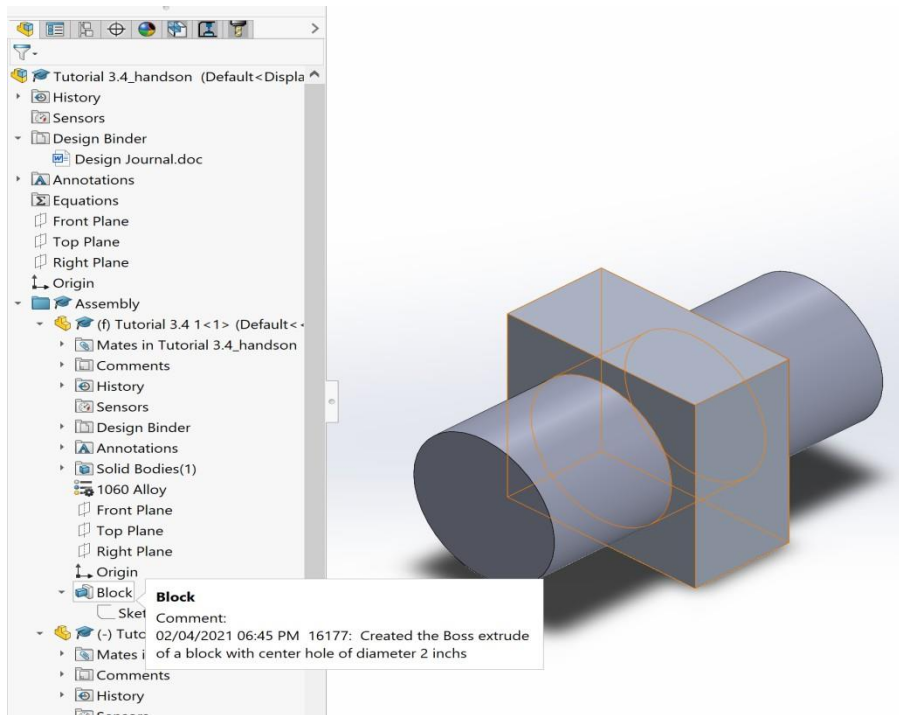 Tutorial 3.4_handson (Default<Displa
History
Sensors
Design Binder
Design Journal.doc
Annotations
Equations
Front Plane
Top Plane
Right Plane
Origin
Assembly
(f) Tutorial 3.4 1<1> (Default<
Mates in Tutorial 3.4_handson
Comments
History
Sensors
Design Binder
Annotations
Solid Bodies(1)
1060 Alloy
Front Plane
Top Plane
Right Plane
Origin
Block
Block
Comment:
Sket
02/04/2021 06:45 PM 16177: Created the Boss extrude
(-) Tuto
of a block with center hole of diameter 2 inchs
Mates i
Comments
History